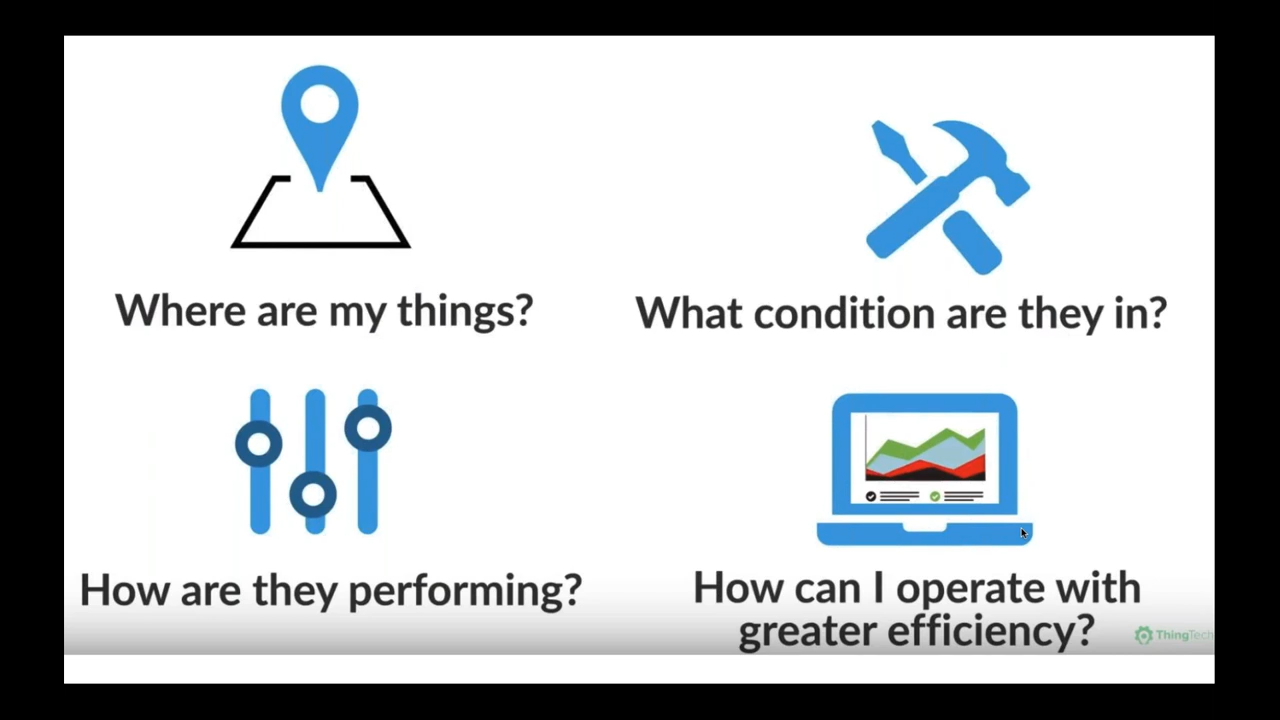 Where are my things?
What condition are they in?
How are they performing?
How can I operate with
greater efficiency?
ThingTech